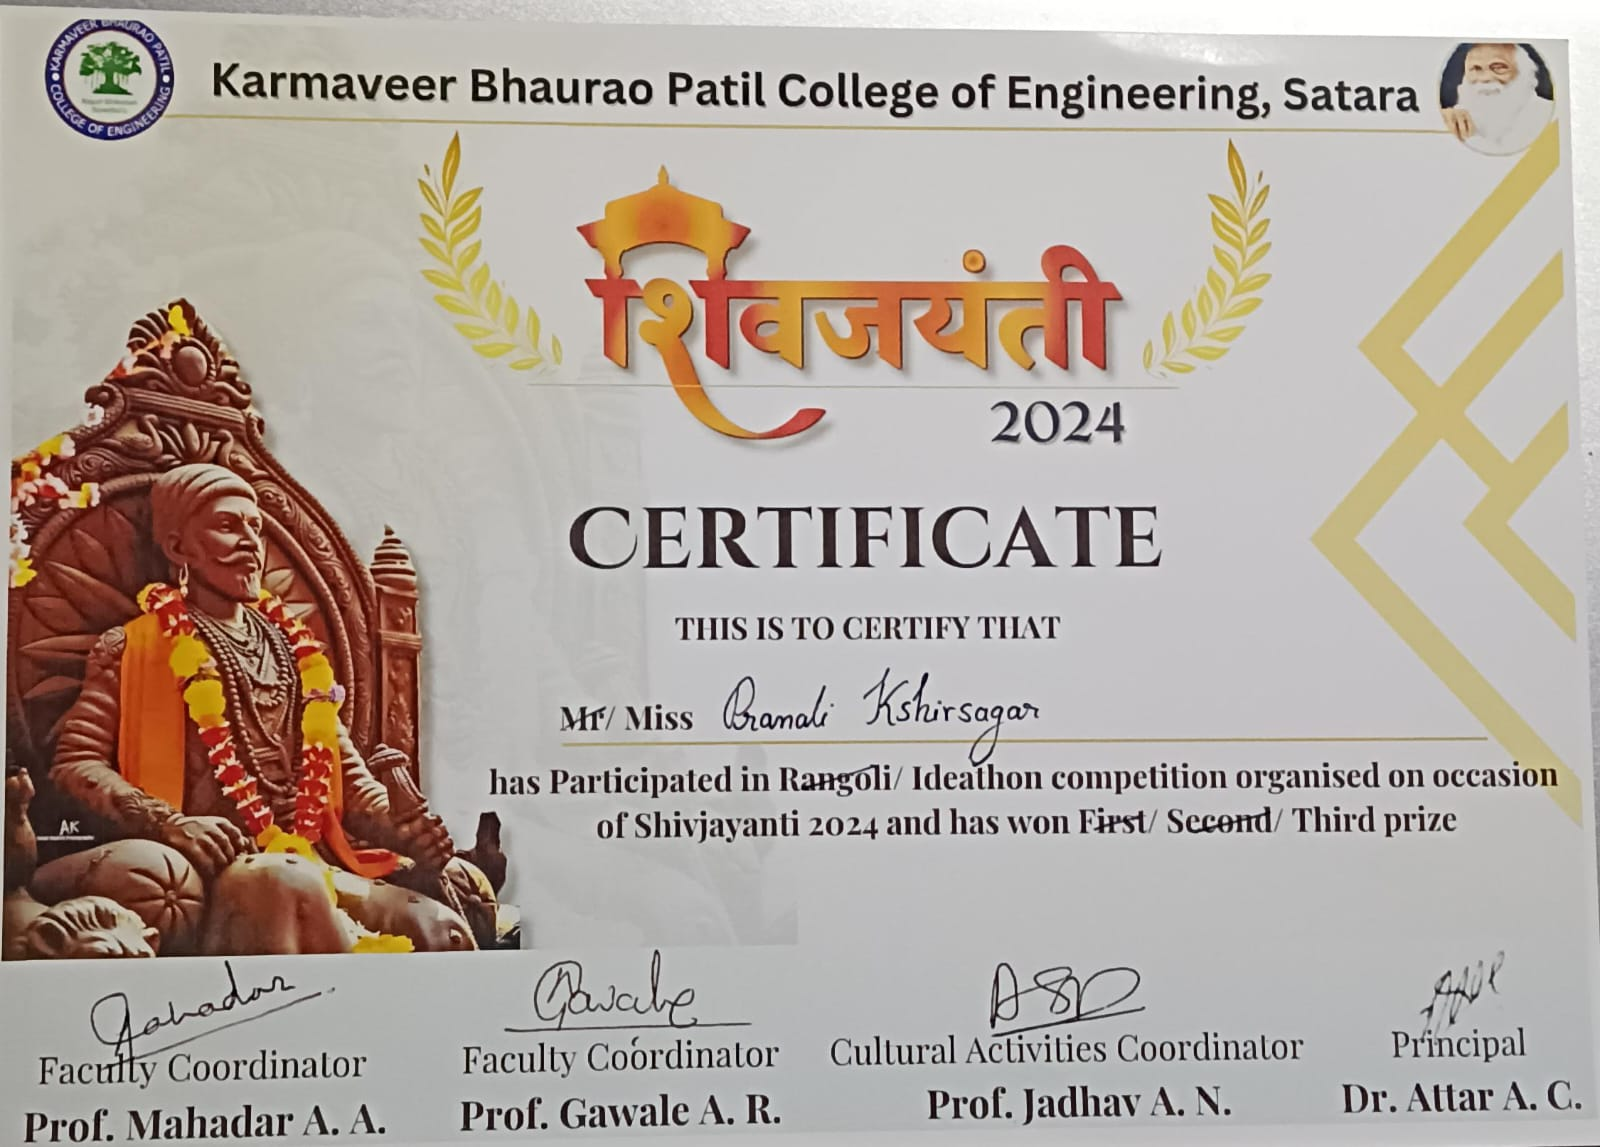 KARMAVEER BHAURAO PATIL
COLLEGE OF ENGINEERING
Karmaveer Bhaurao Patil College of Engineering, Satara
शिवजयंती
2024
CERTIFICATE
THIS IS TO CERTIFY THAT
Mr/ Miss Pranali Kshirsagar
has Participated in Rangoli/ Ideathon competition organised on occasion
of Shivjayanti 2024 and has won First/ Second/ Third prize
AK
Mahadar Gawale
Faculty Coordinator Faculty Coordinator Cultural Activities Coordinator Principal
Prof. Mahadar A. A. Prof. Gawale A. R. Prof. Jadhav A. N. Dr. Attar A. C.